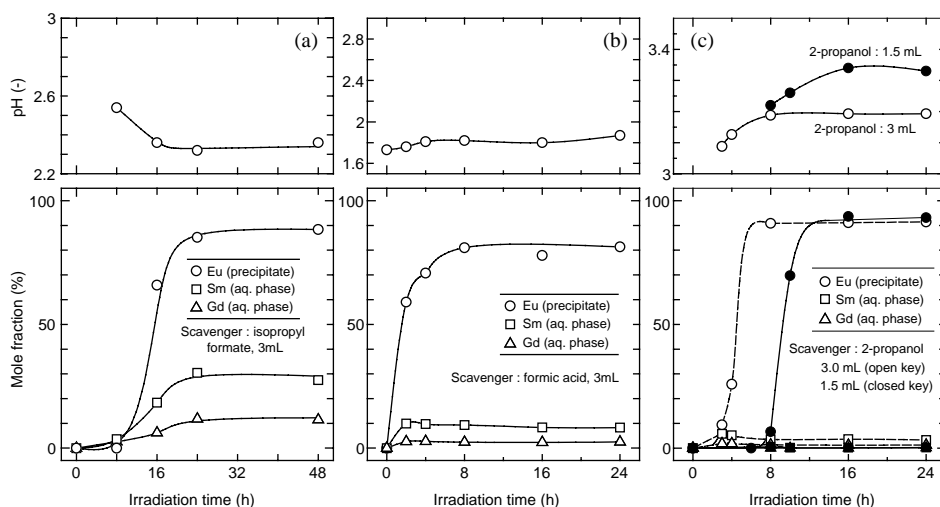 3
2.6
2.2
pH (-)
(a)
2.8
2.4
2
1.6
(b)
3.4
3
(c)
2-propanol : 1.5 mL
2-propanol : 3 mL
100
50
0
Mole fraction (%)
Eu (precipitate)
Sm (aq. phase)
Gd (aq. phase)
Scavenger : isopropyl
formate, 3mL
0 16 32 48
Irradiation time (h)
100
50
0
Eu (precipitate)
Sm (aq. phase)
Gd (aq. phase)
Scavenger : formic acid, 3mL
0 8 16 24
Irradiation time (h)
100
50
0
Eu (precipitate)
Sm (aq. phase)
Gd (aq. phase)
Scavenger : 2-propanol
3.0 mL (open key)
1.5 mL (closed key)
0 8 16 24
Irradiation time (h)